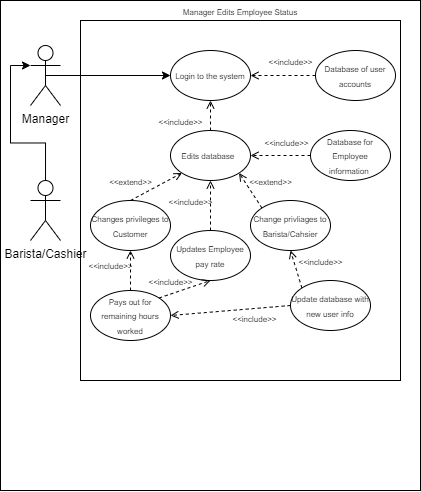 Manager Edits Employee Status
<<include>>
Login to the system
Database of user
accounts
Manager
<<include>>
<<include>>
Database for
Employee
information
Edits database
<<extend>>
<<include>>
<<extend>>
Changes privileges to
Customer
Change privliages to
Barista/Cahsier
Barista/Cashier
Updates Employee
pay rate
<<include>>
<<include>>
<<include>>
Pays out for
remaining hours
worked
Update database with
new user info
<<include>>